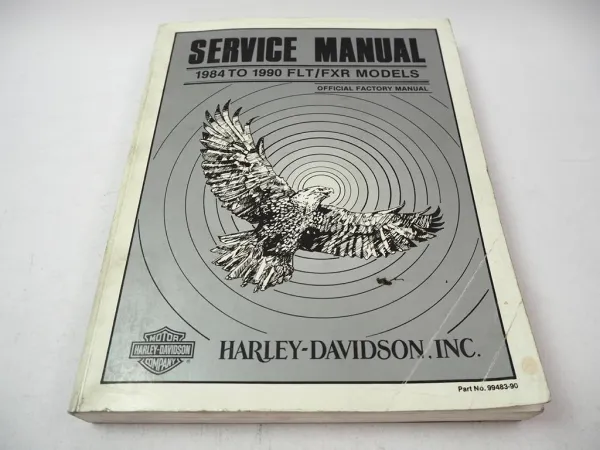 SERVICE MANUAL
1984 TO 1990 FLT/FXR MODELS
OFFICIAL FACTORY MANUAL
MOTOR
HARLEY-DAVIDSON
COMPANY
HARLEY-DAVIDSON, INC.
Part No. 99483-90